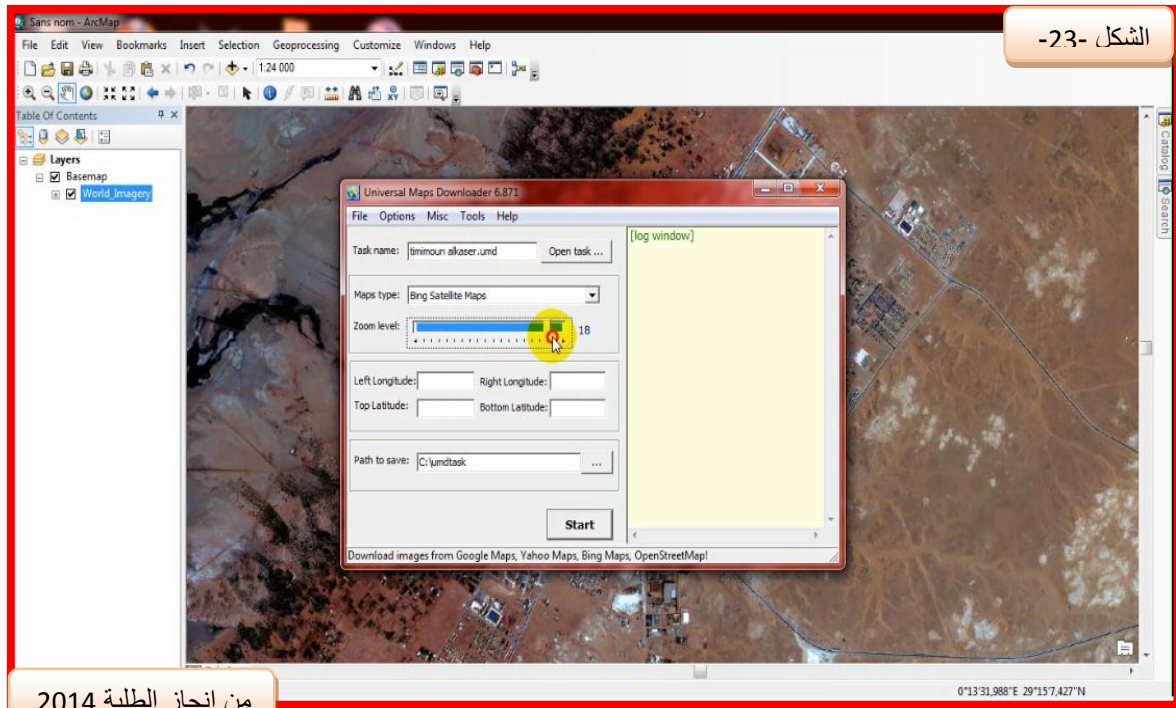 Sans nom - ArcMap
الشكل -23-
File Edit View Bookmarks Insert Selection Geoprocessing Customize Windows Help
1:24 000
Table Of Contents
Layers
Basemap
World_Imagery
Catalog
Search
Universal Maps Downloader 6.871
File Options Misc Tools Help
Task name: timimoun alkaser.umd Open task ...
[log window]
Maps type: Bing Satellite Maps
Zoom level: 18
Left Longitude: Right Longitude:
Top Latitude: Bottom Latitude:
Path to save: C:\umdtask ...
Start
Download images from Google Maps, Yahoo Maps, Bing Maps, OpenStreetMap!
من انجاز الطلبة 2014
0°13'31,988"E 29°15'7,427"N